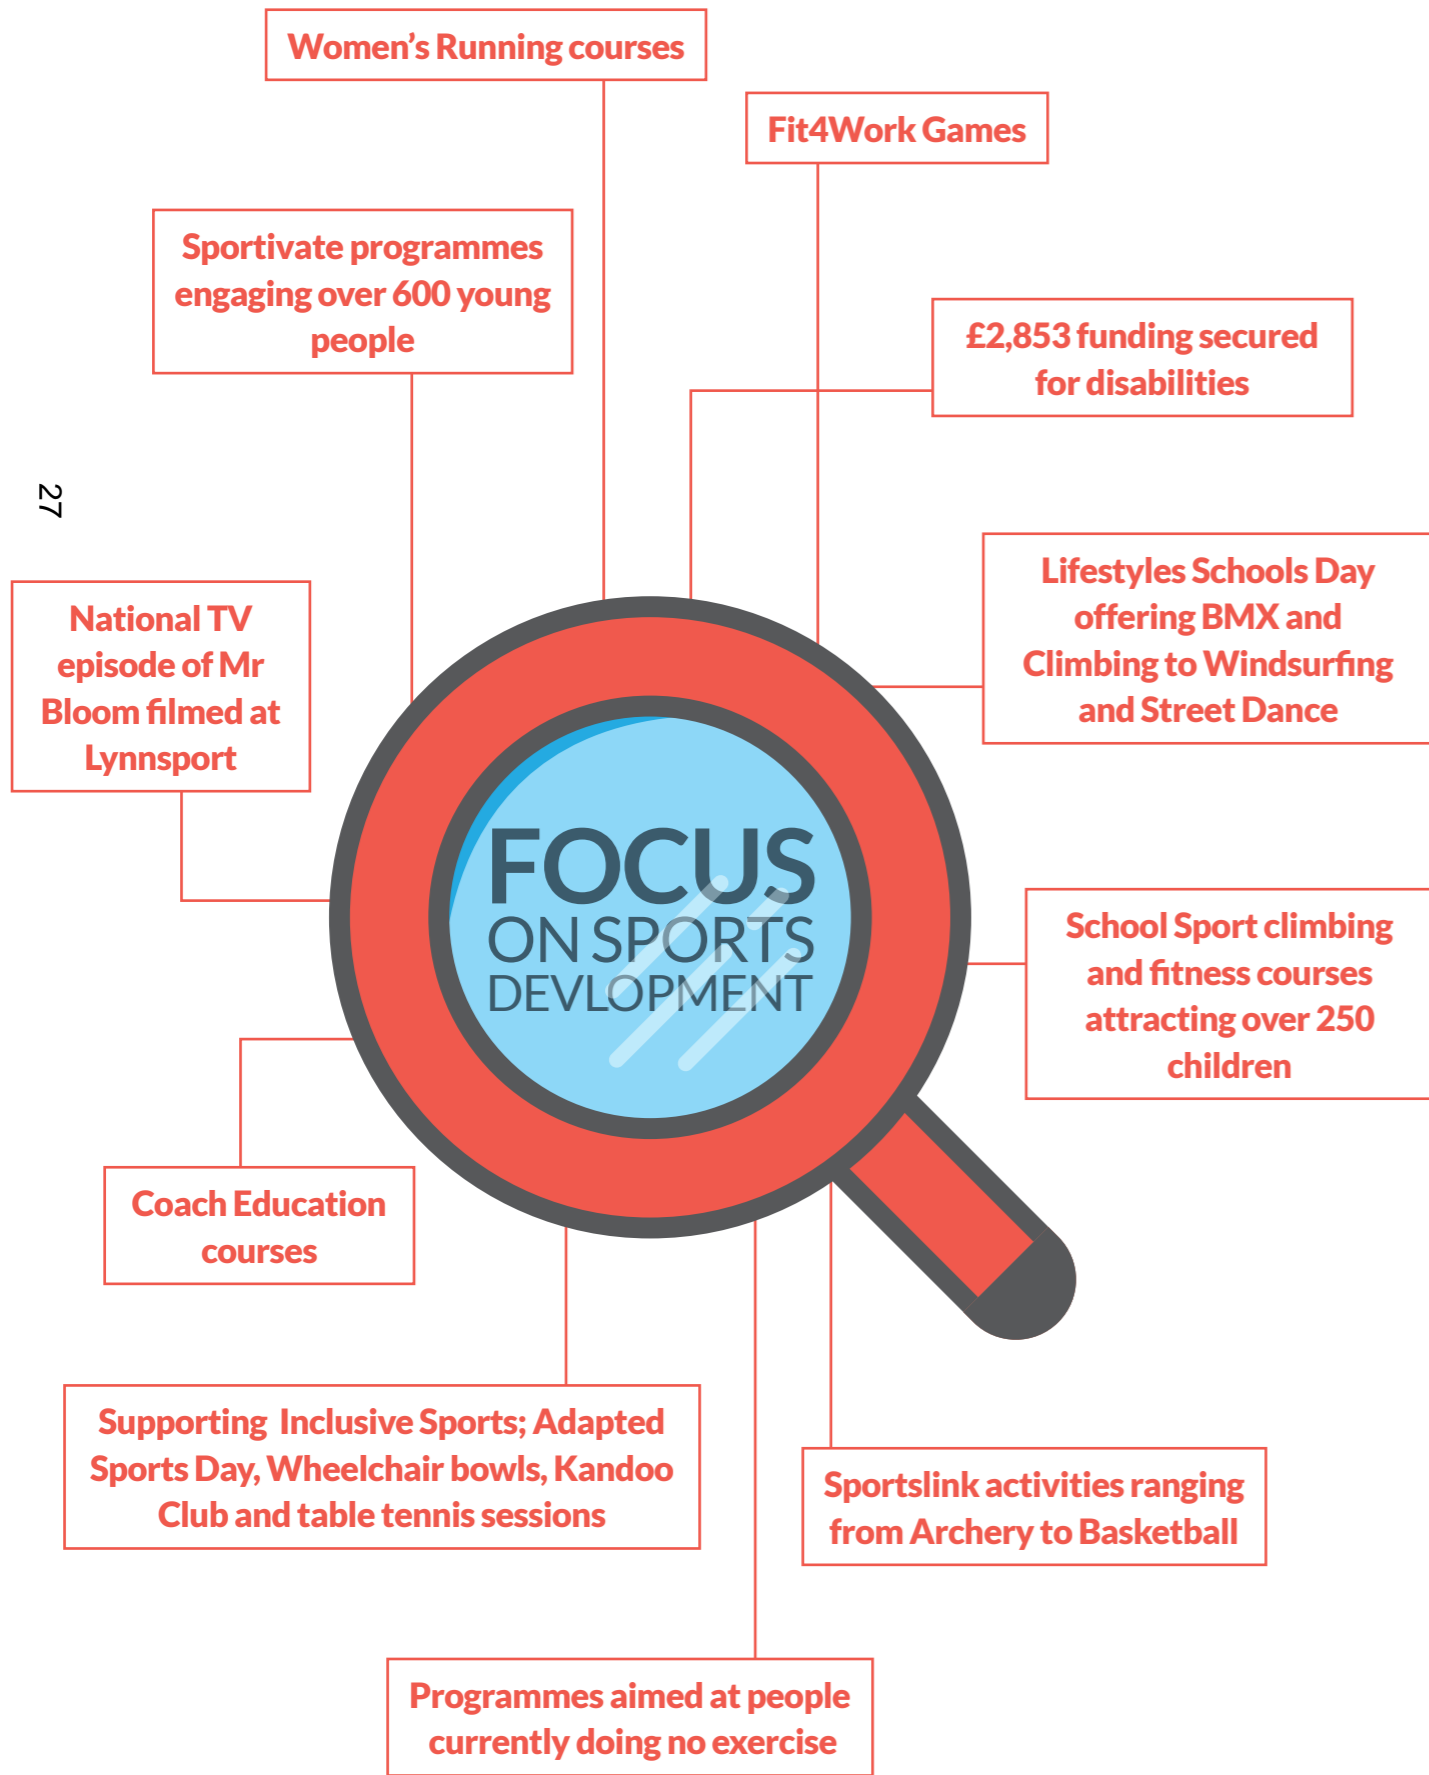 Women’s Running courses
Fit4Work Games
Sportivate programmes
engaging over 600 young
people
£2,853 funding secured
for disabilities
27
Lifestyles Schools Day
offering BMX and
Climbing to Windsurfing
and Street Dance
National TV
episode of Mr
Bloom filmed at
Lynnsport
FOCUS
ON SPORTS
DEVLOPMENT
School Sport climbing
and fitness courses
attracting over 250
children
Coach Education
courses
Supporting  Inclusive Sports; Adapted
Sports Day, Wheelchair bowls, Kandoo
Club and table tennis sessions
Sportslink activities ranging
from Archery to Basketball
Programmes aimed at people
currently doing no exercise